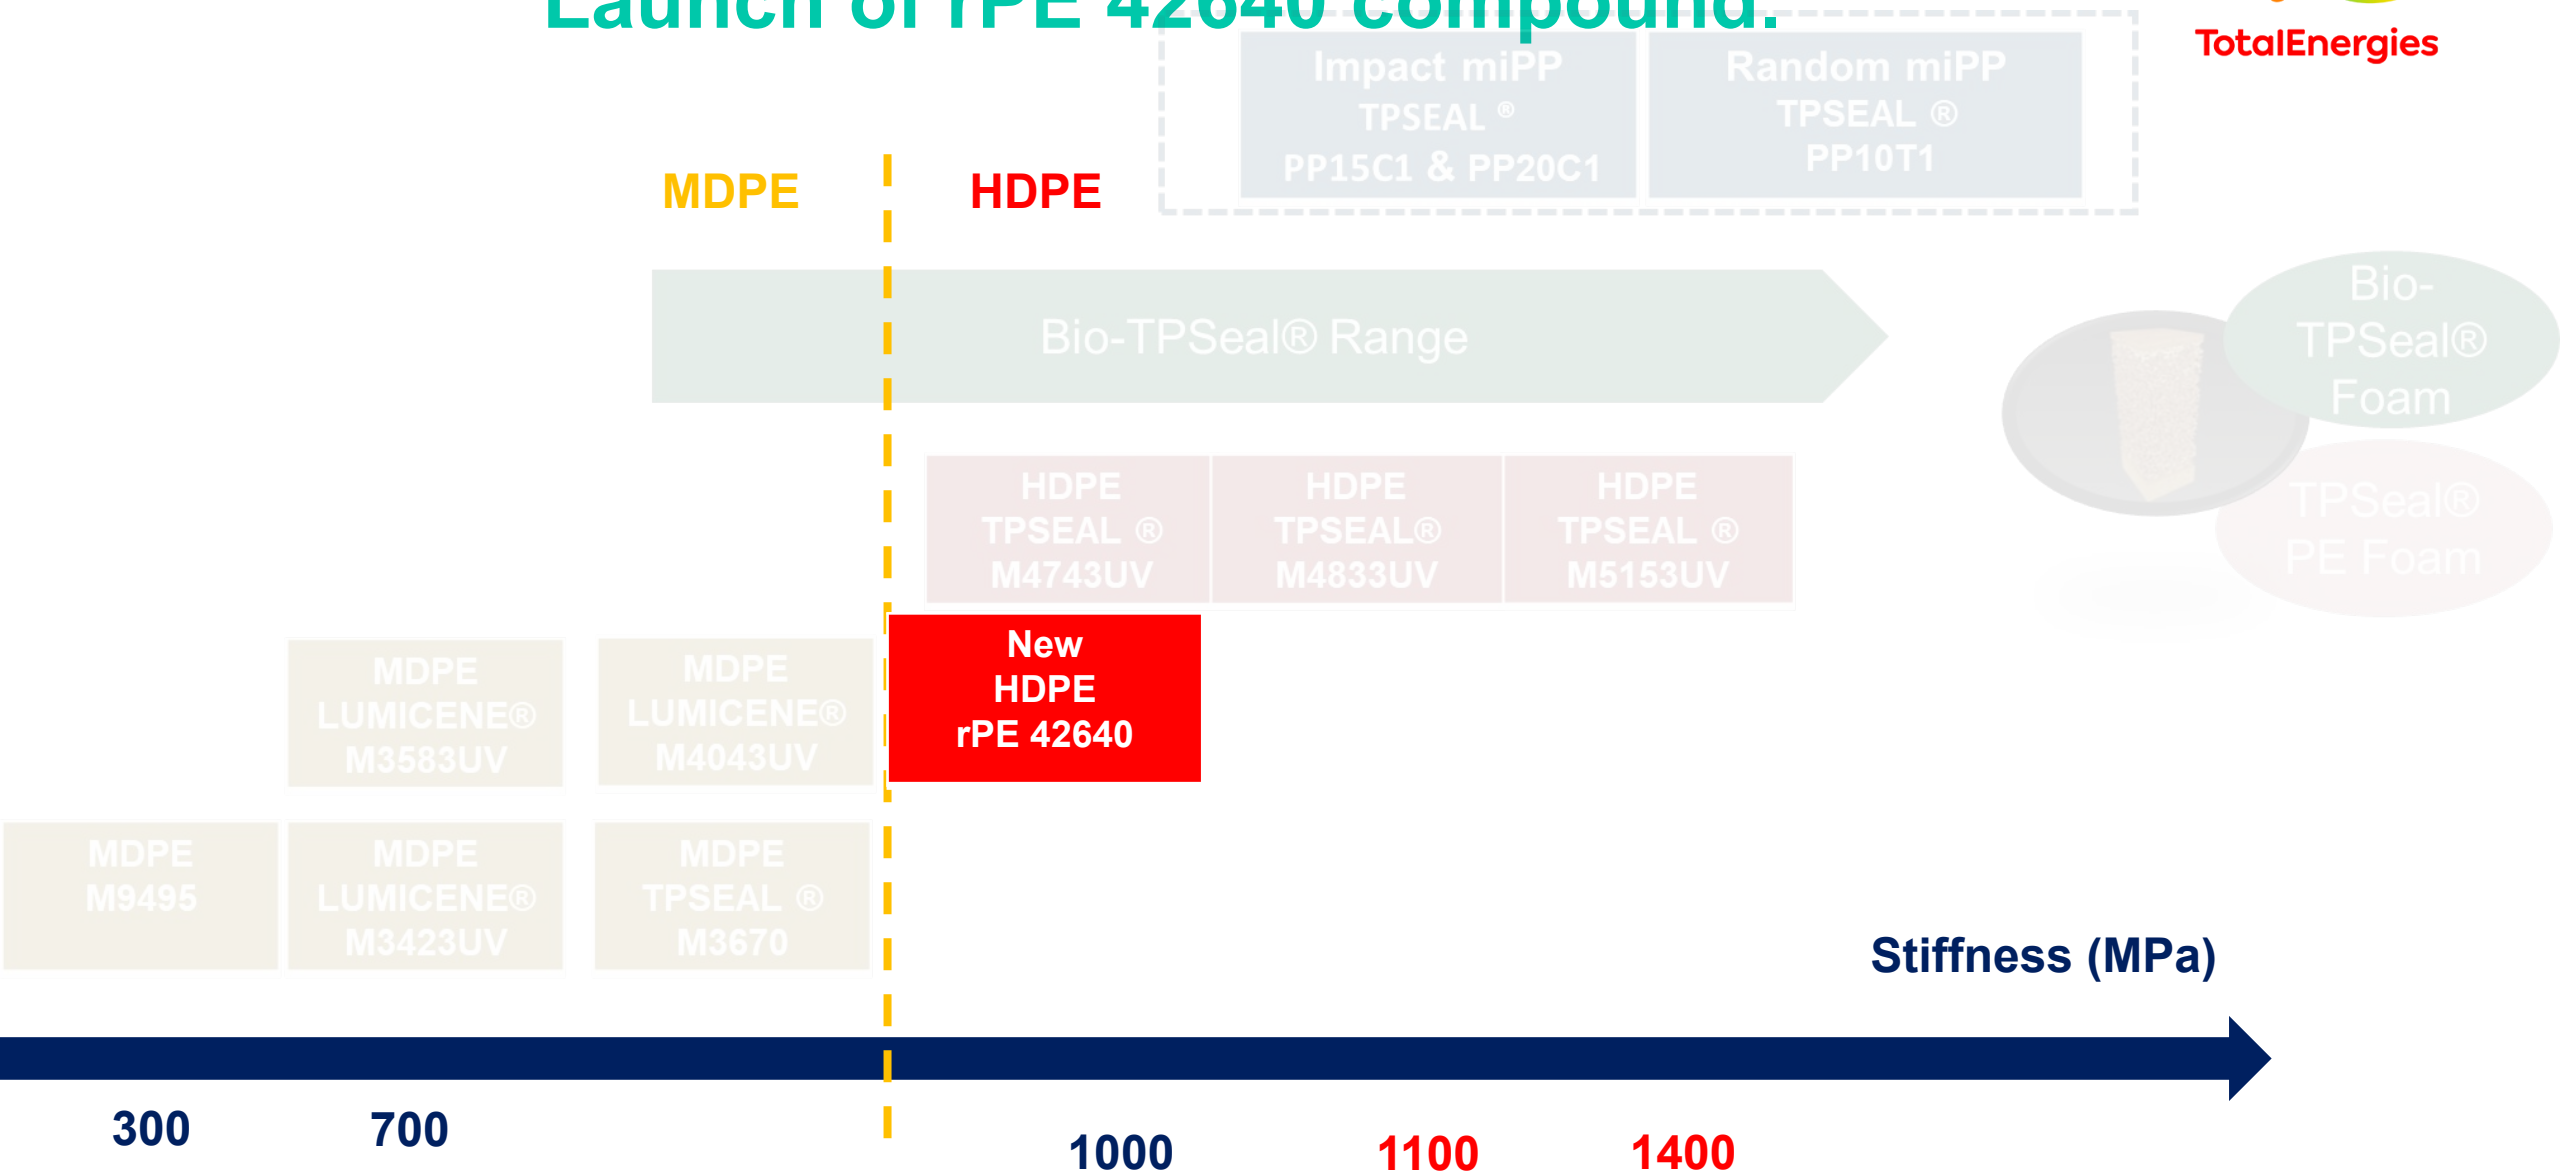 Launch of rPE 42640 compound.
TotalEnergies
Impact miPP
TPSEAL ®
PP15C1 & PP20C1
Random miPP
TPSEAL ®
PP10T1
MDPE
HDPE
Bio-TPSeal® Range
Bio-
TPSeal®
Foam
TPSeal®
PE Foam
HDPE
TPSEAL ®
M4743UV
HDPE
TPSEAL®
M4833UV
HDPE
TPSEAL ®
M5153UV
MDPE
LUMICENE®
M3583UV
MDPE
LUMICENE®
M4043UV
New
HDPE
rPE 42640
MDPE
M9495
MDPE
LUMICENE®
M3423UV
MDPE
TPSEAL ®
M3670
Stiffness (MPa)
300
700
1000
1100
1400